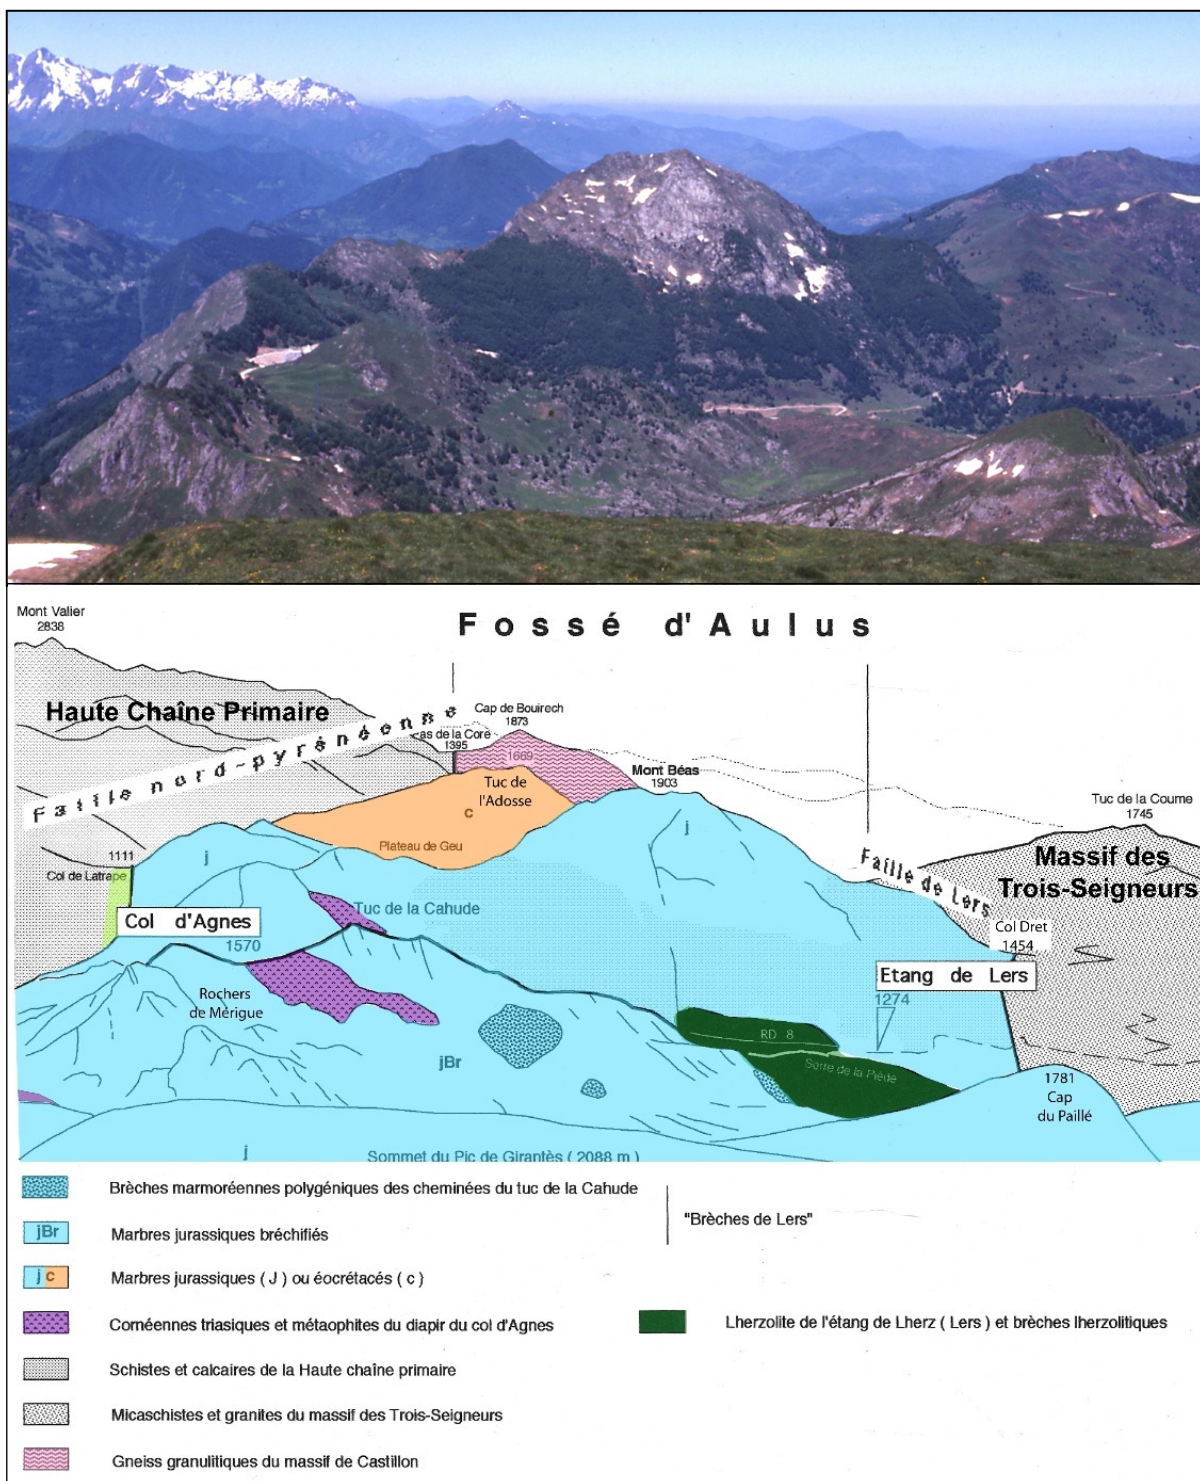 Mont Valier
2838
Fossé d'Aulus
Haute Chaîne Primaire
Faille nord-pyrénéenne
Cap de Bouirech
1873
as de la Core
1395
1669
Tuc de
l'Adosse
c
Mont Béas
1903
Tuc de la Coume
1745
j
j
Plateau de Geu
1111
Col de Latrape
Faille de Lers
Massif des
Trois-Seigneurs
Col d'Agnes
1570
Tuc de la Cahude
Col Dret
1454
Etang de Lers
1274
Rochers
de Mérigue
RD 8
jBr
Serre de la Plède
1781
Cap
du Paillé
j
Sommet du Pic de Girantès ( 2088 m )
Brèches marmoréennes polygéniques des cheminées du tuc de la Cahude
jBr Marbres jurassiques bréchifiés
"Brèches de Lers"
j c Marbres jurassiques ( J ) ou éocrétacés ( c )
Cornéennes triasiques et métaophites du diapir du col d'Agnes
Lherzolite de l'étang de Lherz ( Lers ) et brèches lherzolitiques
Schistes et calcaires de la Haute chaîne primaire
Micaschistes et granites du massif des Trois-Seigneurs
Gneiss granulitiques du massif de Castillon